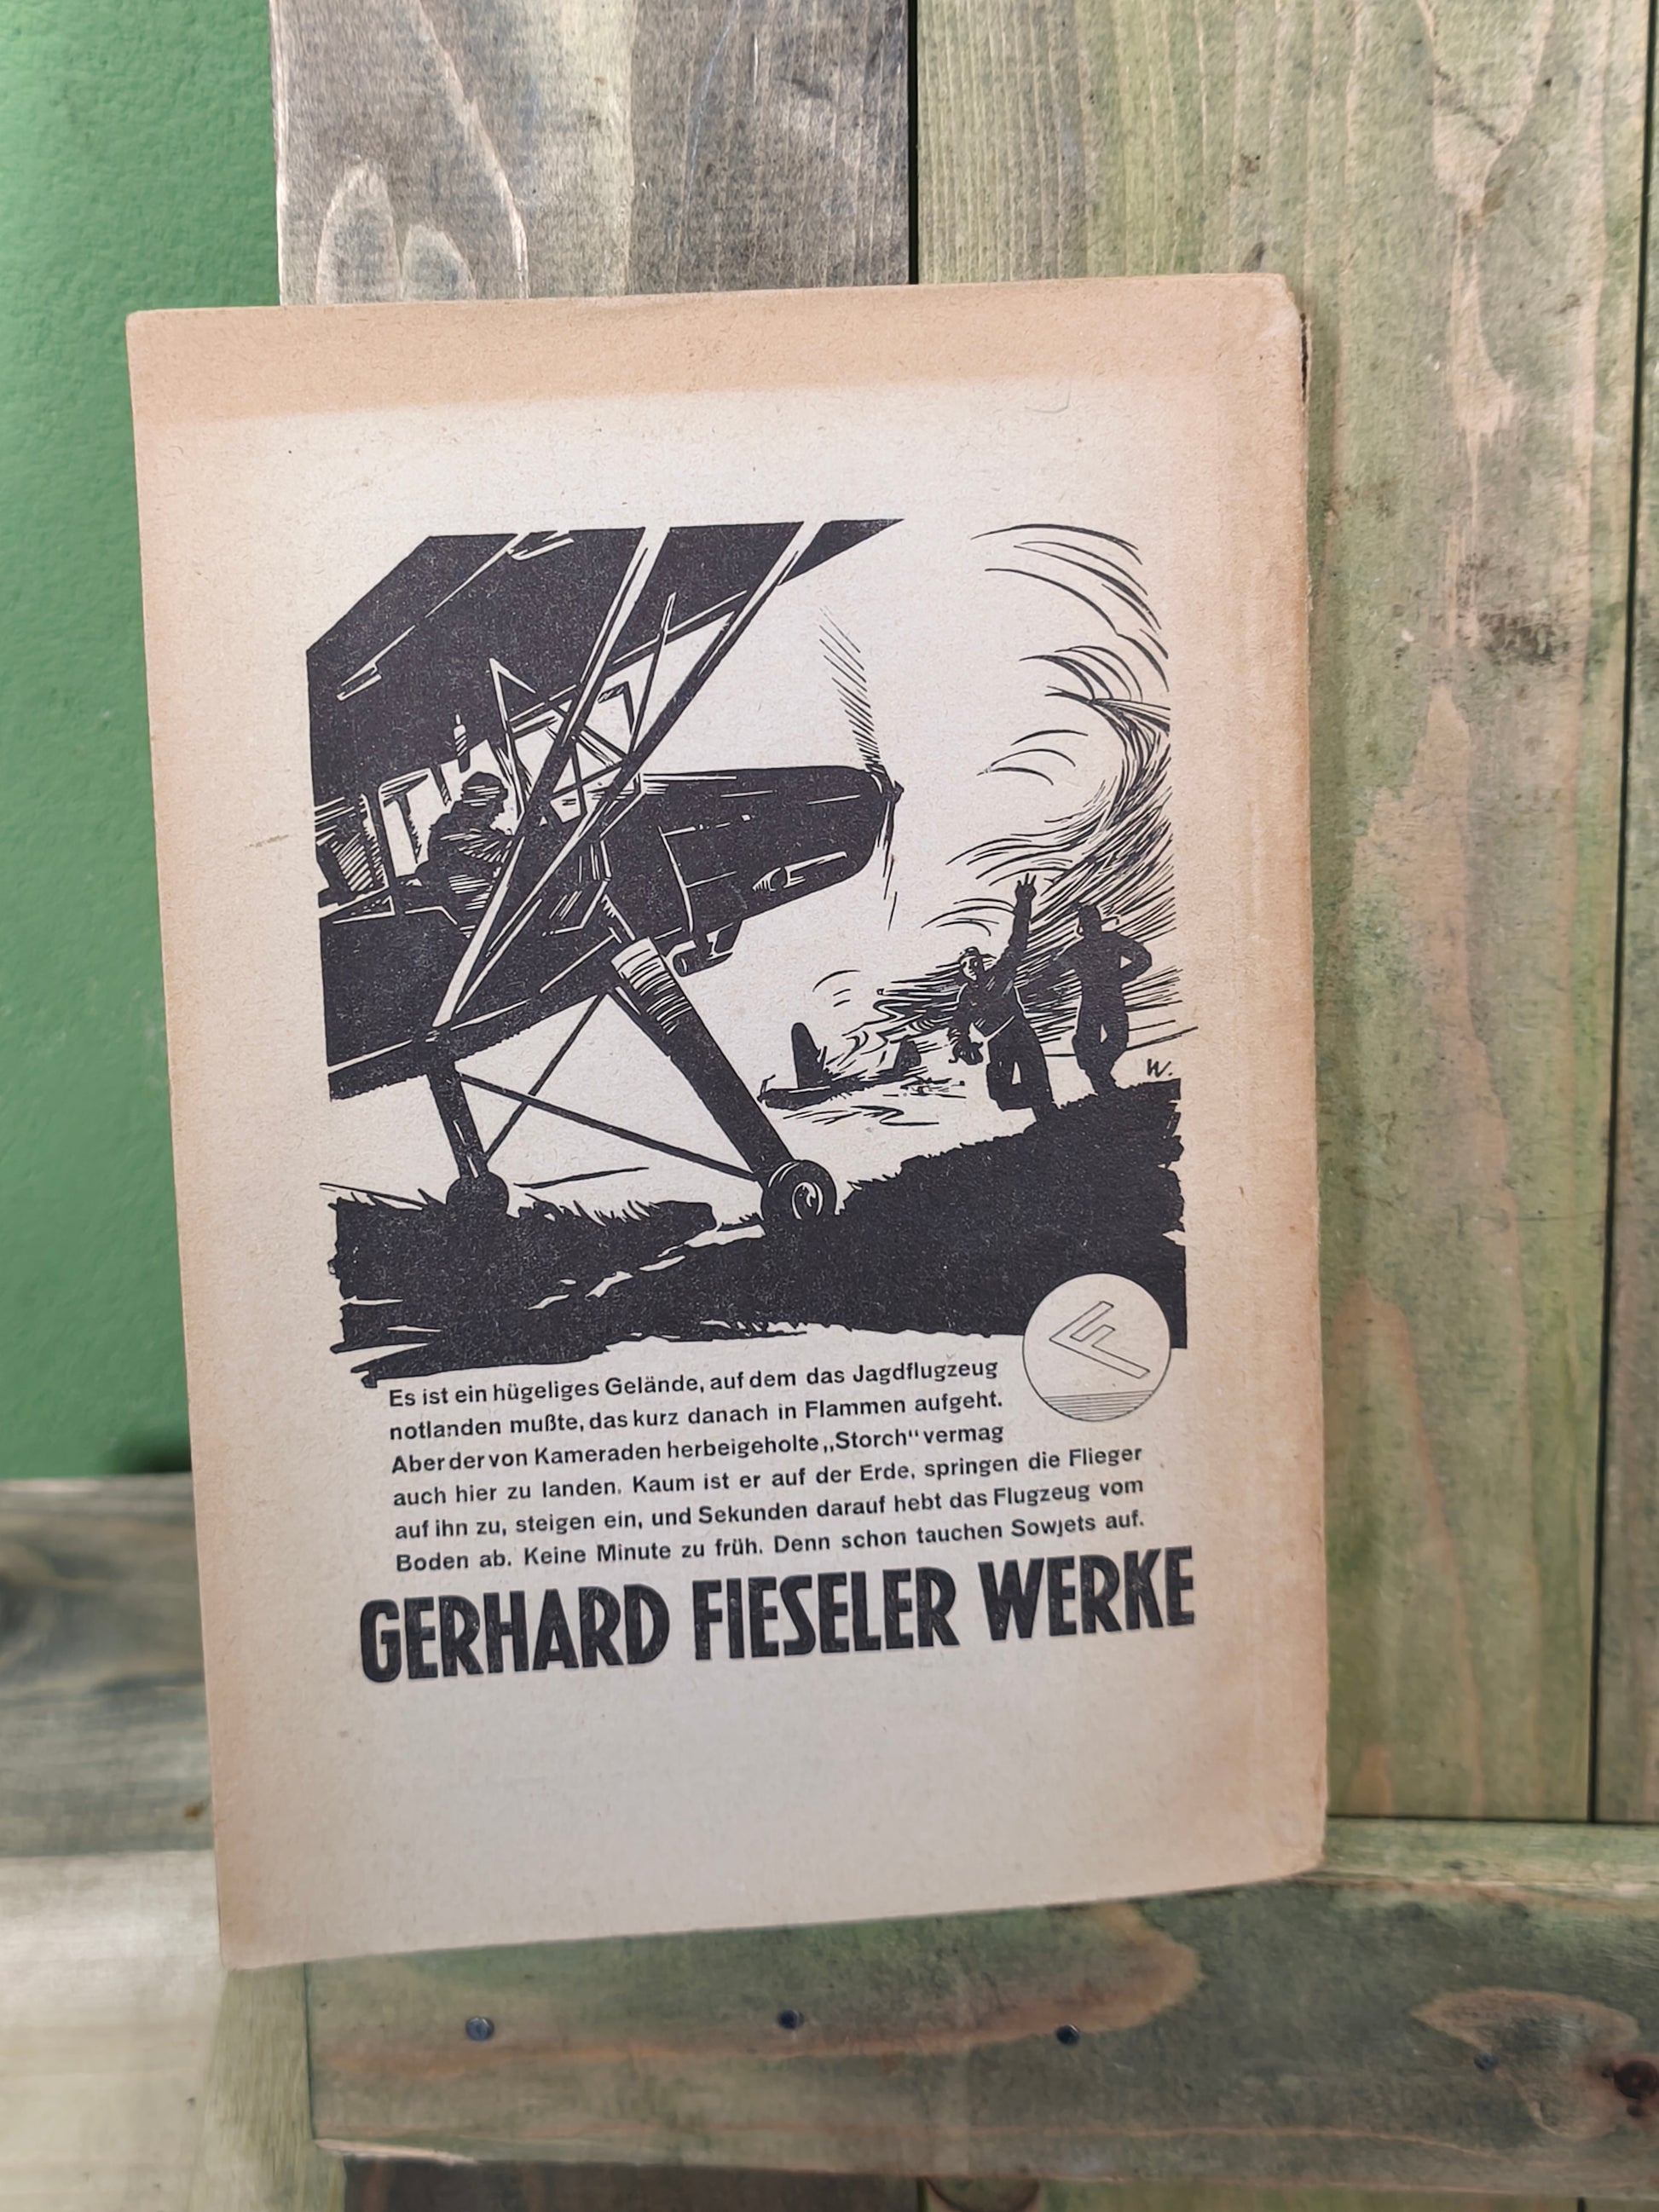 W.
Es ist ein hügeliges Gelände, auf dem das Jagdflugzeug
notlanden mußte, das kurz danach in Flammen aufgeht.
Aber der von Kameraden herbeigeholte „Storch“ vermag
auch hier zu landen. Kaum ist er auf der Erde, springen die Flieger
auf ihn zu, steigen ein, und Sekunden darauf hebt das Flugzeug vom
Boden ab. Keine Minute zu früh. Denn schon tauchen Sowjets auf.
GERHARD FIESELER WERKE